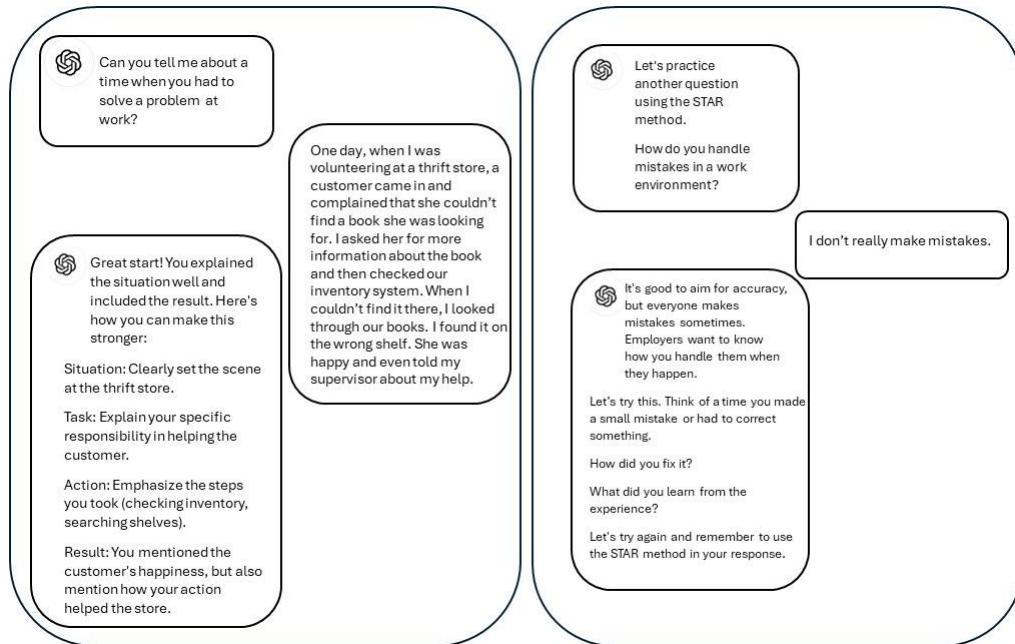 Can you tell me about a
time when you had to
solve a problem at
work?
One day, when I was
volunteering at a thrift store, a
customer came in and
complained that she couldn't
find a book she was looking
for. I asked her for more
information about the book
and then checked our
inventory system. When I
couldn't find it there, I looked
through our books. I found it on
the wrong shelf. She was
happy and even told my
supervisor about my help.
Great start! You explained
the situation well and
included the result. Here's
how you can make this
stronger:
Situation: Clearly set the scene
at the thrift store.
Task: Explain your specific
responsibility in helping the
customer.
Action: Emphasize the steps
you took (checking inventory,
searching shelves).
Result: You mentioned the
customer's happiness, but also
mention how your action
helped the store.
Let's practice
another question
using the STAR
method.
How do you handle
mistakes in a work
environment?
I don't really make mistakes.
It's good to aim for accuracy,
but everyone makes
mistakes sometimes.
Employers want to know
how you handle them when
they happen.
Let's try this. Think of a time you made
a small mistake or had to correct
something.
How did you fix it?
What did you learn from the
experience?
Let's try again and remember to use
the STAR method in your response.